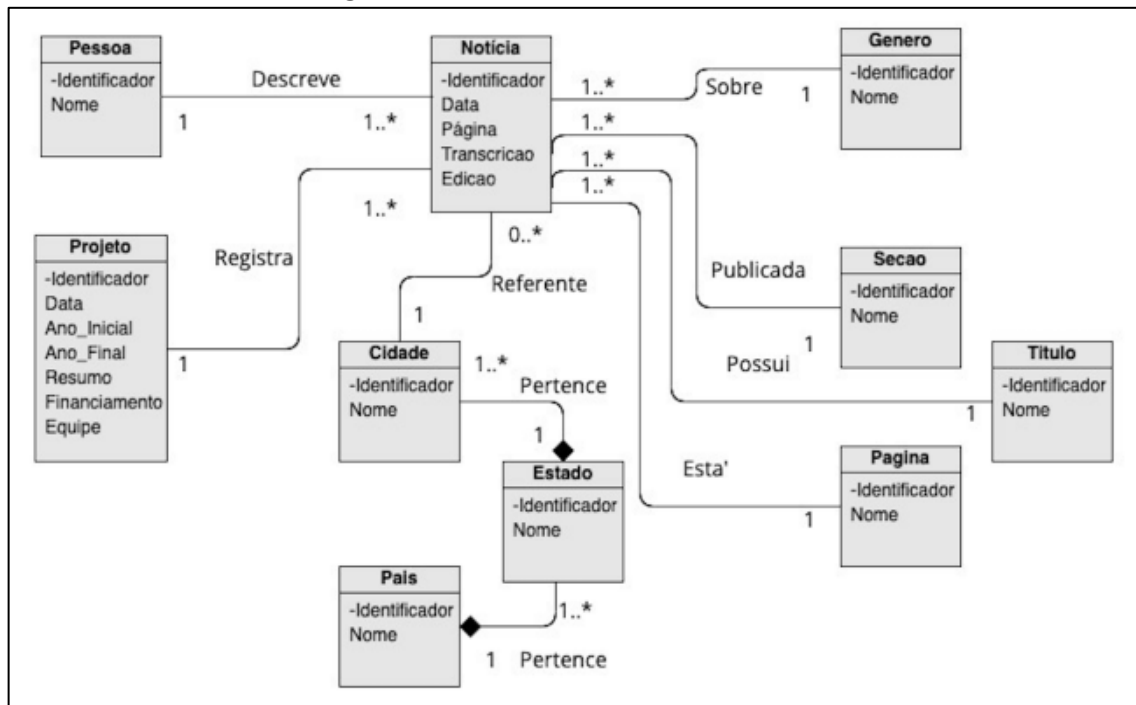 Pessoa
-Identificador
Nome
Descreve
1
1..*
Notícia
-Identificador
Data
Página
Transcricao
Edicao
1..*
Sobre
1
Genero
-Identificador
Nome
1..*
1..*
1..*
1..*
Registra
Projeto
-Identificador
Data
Ano_Inicial
Ano_Final
Resumo
Financiamento
Equipe
1
0..*
Referente
1
Publicada
1
Secao
-Identificador
Nome
Possui
1
Titulo
-Identificador
Nome
Cidade
-Identificador
Nome
1..*
Pertence
1
Esta'
1
Pagina
-Identificador
Nome
Estado
-Identificador
Nome
Pais
-Identificador
Nome
1..*
1 Pertence